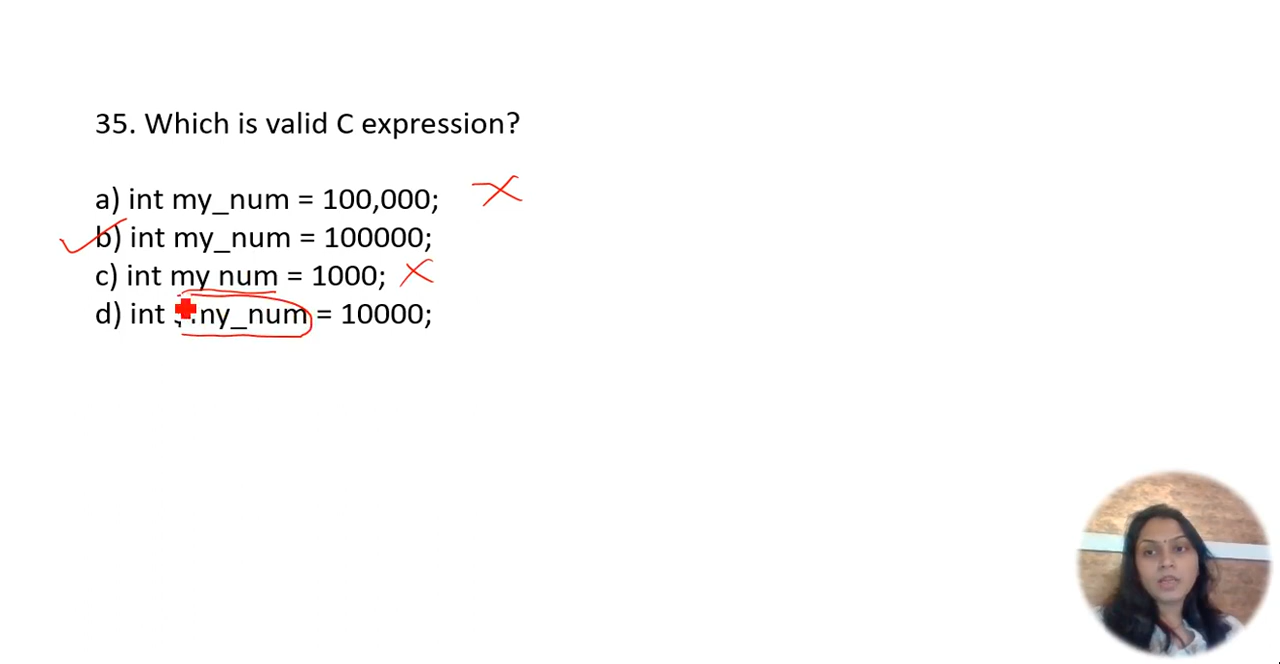 35. Which is valid C expression?
a) int my_num = 100,000;
b) int my_num = 100000;
c) int my num = 1000;
d) int = 10000;